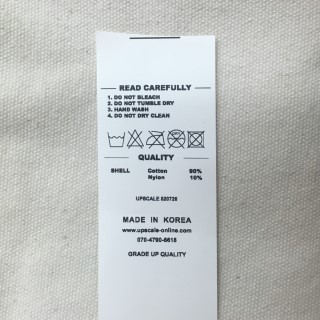 READ CAREFULLY
1. DO NOT BLEACH
2. DO NOT TUMBLE DRY
3. HAND WASH
4. DO NOT DRY CLEAN
QUALITY
SHELL Cotton 90%
Nylon 10%
UPSCALE 820728
MADE IN KOREA
www.upscale-online.com
070-4790-6618
GRADE UP QUALITY